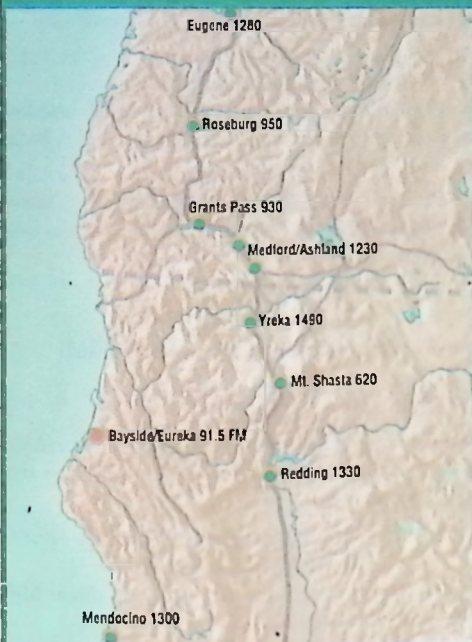 Eugene 1280
Roseburg 950
Grants Pass 930
Medford/Ashland 1230
Yreka 1490
Mt. Shasta 620
Bayside/Eureka 91.5 FM
Redding 1330
Mendocino 1300